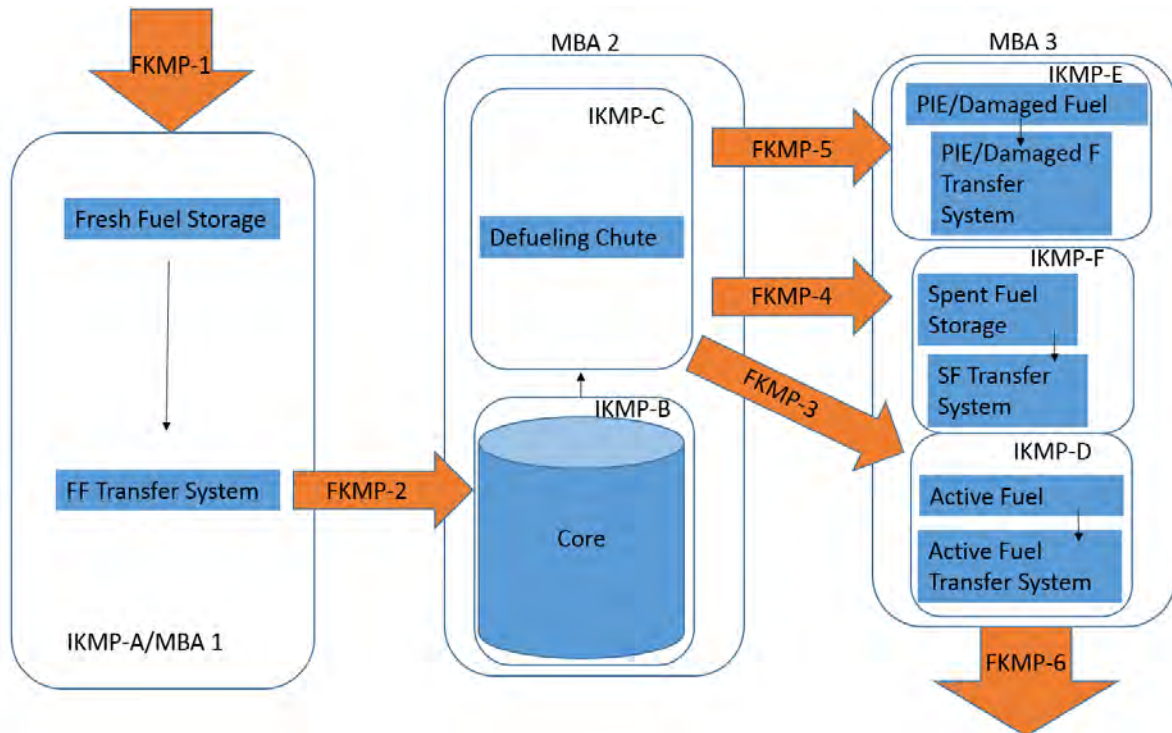 FKMP-1
Fresh Fuel Storage
FF Transfer System
IKMP-A/MBA 1
FKMP-2
MBA 2
IKMP-C
Defueling Chute
IKMP-B
Core
FKMP-5
FKMP-4
FKMP-3
MBA 3
IKMP-E
PIE/Damaged Fuel
PIE/Damaged F
Transfer
System
IKMP-F
Spent Fuel
Storage
SF Transfer
System
IKMP-D
Active Fuel
Active Fuel
Transfer System
FKMP-6